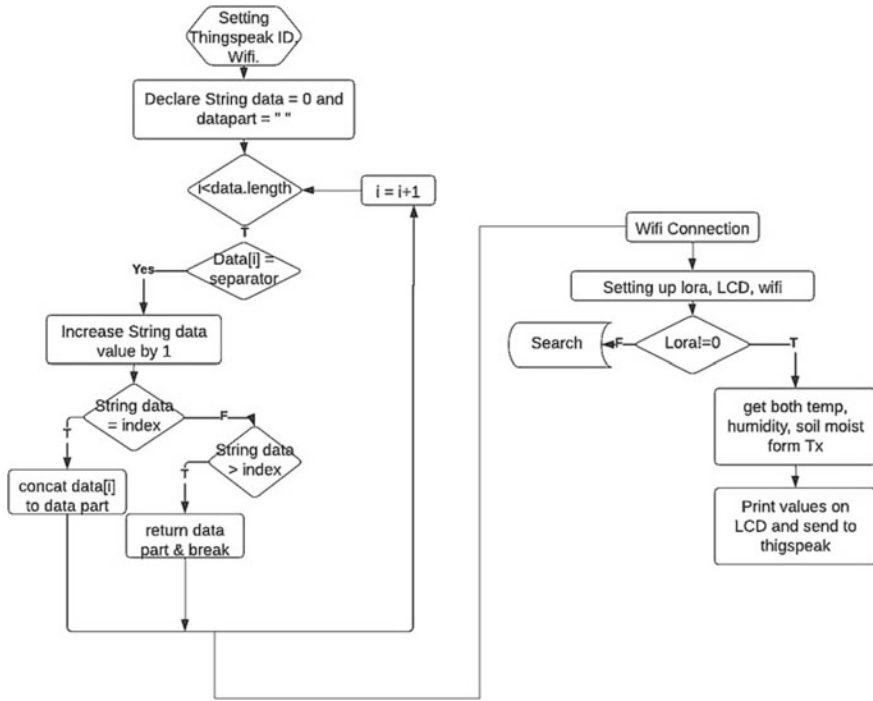 Setting
Thingspeak ID,
Wifi.
Declare String data = 0 and
datapart = " "
i<data.length
i = i+1
T
Data[i] =
separator
Yes
Increase String data
value by 1
String data
= index
F
T
String data
> index
T
concat data[i]
to data part
return data
part & break
Wifi Connection
Setting up lora, LCD, wifi
Lora!=0
F
Search
T
get both temp,
humidity, soil moist
form Tx
Print values on
LCD and send to
thigspeak